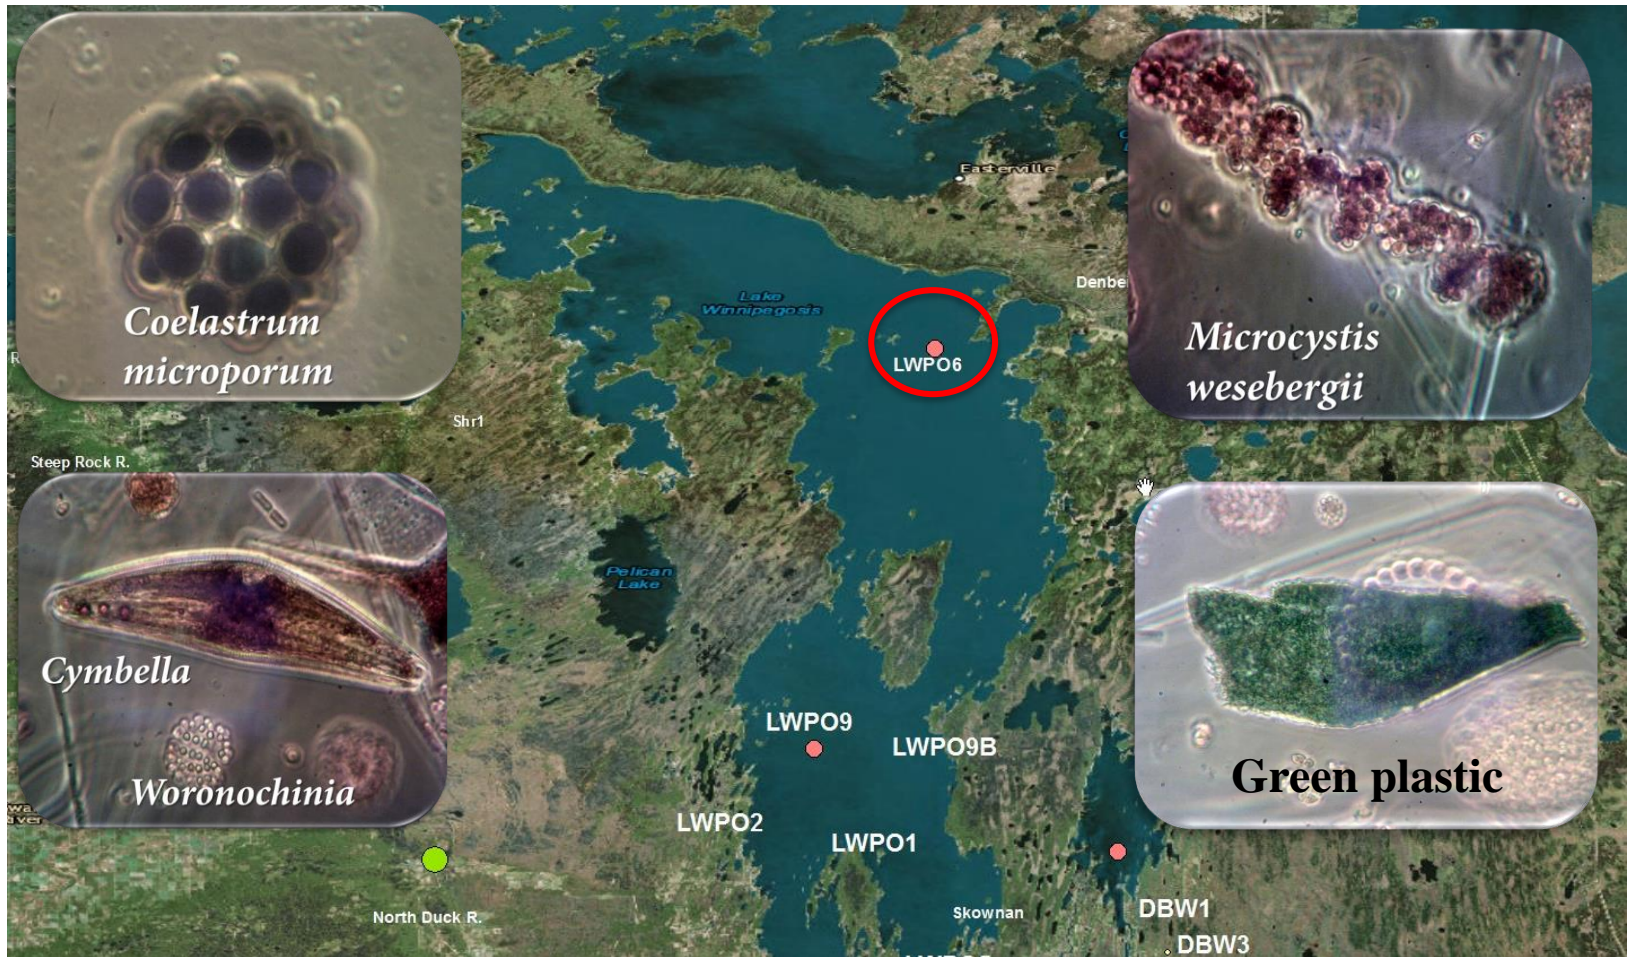 Coelastrum
microporum
Easterville
Lake
Winnipegosis
LWPO6
Denbe
Microcystis
wesebergii
R
Shr1
Steep Rock R.
Pelican
Lake
Cymbella
Woronochinia
LWPO9
LWPO9B
Green plastic
LWPO2
LWPO1
North Duck R.
Skownan
DBW1
DBW3